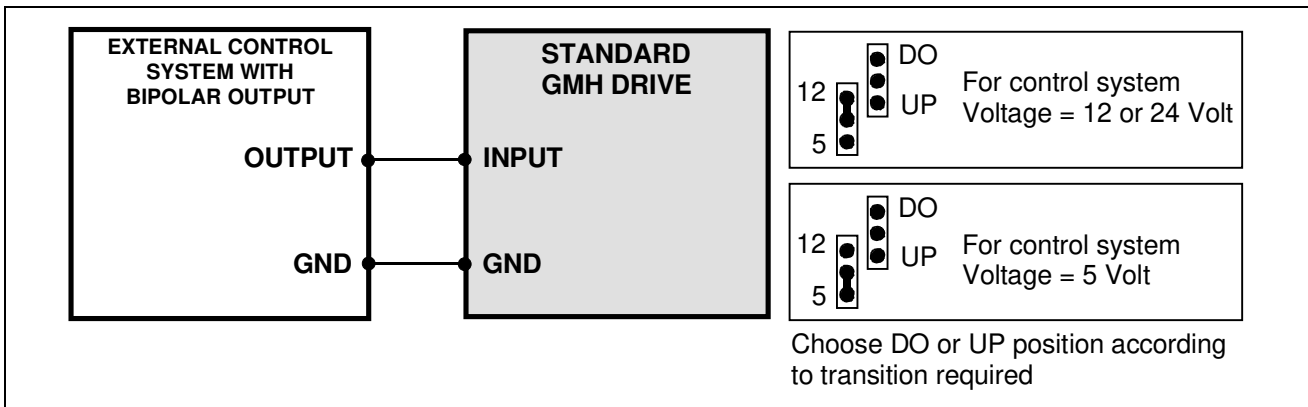 EXTERNAL CONTROL
SYSTEM WITH
BIPOLAR OUTPUT
OUTPUT
GND
STANDARD
GMH DRIVE
INPUT
GND
DO
12
UP
5
For control system
Voltage = 12 or 24 Volt
DO
12
UP
5
For control system
Voltage = 5 Volt
Choose DO or UP position according
to transition required